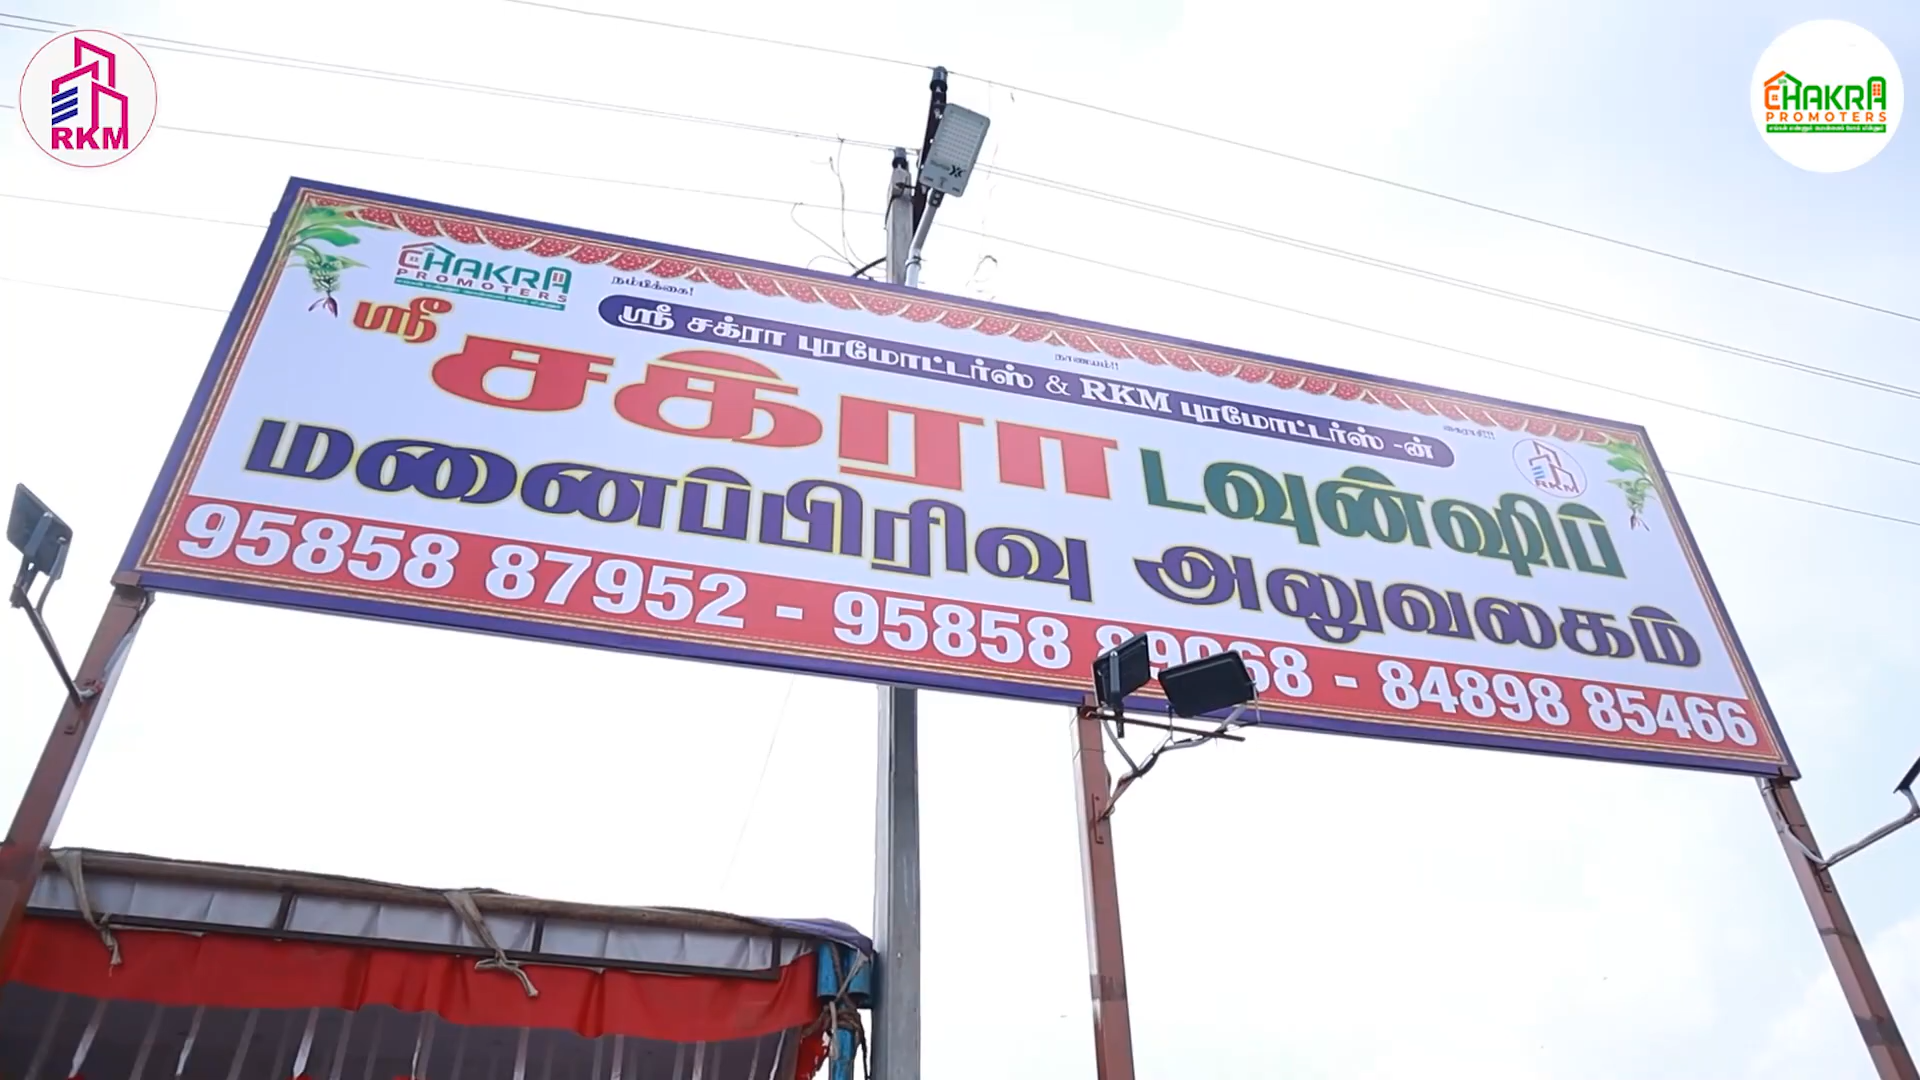 RKM
CHAKRA
PROMOTERS
CHAKRA
PROMOTERS
நம்பிக்கை!
நாணயம்!!
கைராசி!!!
ஸ்ரீ சக்ரா புரமோட்டர்ஸ் & RKM புரமோட்டர்ஸ் -ன்
RKM
ஸ்ரீ சக்ரா டவுன்ஷிப்
மனைப்பிரிவு அலுவலகம்
95858 87952 - 95858 89068 - 84898 85466